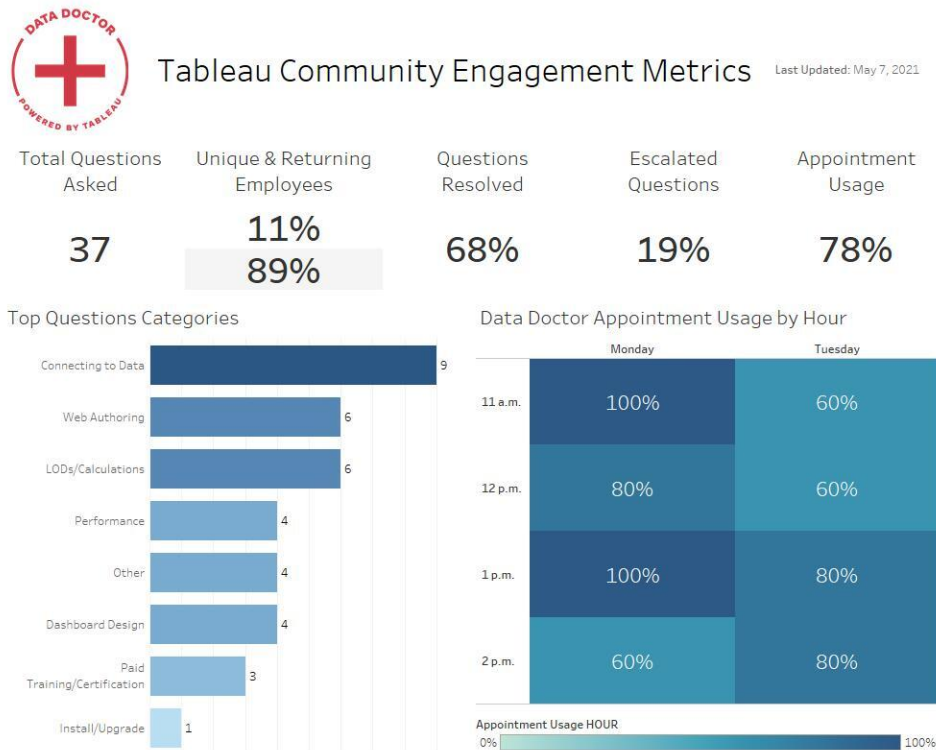 DATA DOCTOR
POWERED BY TABLEAU
Tableau Community Engagement Metrics
Last Updated: May 7, 2021
Total Questions
Asked
37
Unique & Returning
Employees
11%
89%
Questions
Resolved
68%
Escalated
Questions
19%
Appointment
Usage
78%
Top Questions Categories
Connecting to Data 9
Web Authoring 6
LODs/Calculations 6
Performance 4
Other 4
Dashboard Design 4
Paid
Training/Certification 3
Install/Upgrade 1
Data Doctor Appointment Usage by Hour
Monday Tuesday
11 a.m. 100% 60%
12 p.m. 80% 60%
1 p.m. 100% 80%
2 p.m. 60% 80%
Appointment Usage HOUR
0% 100%